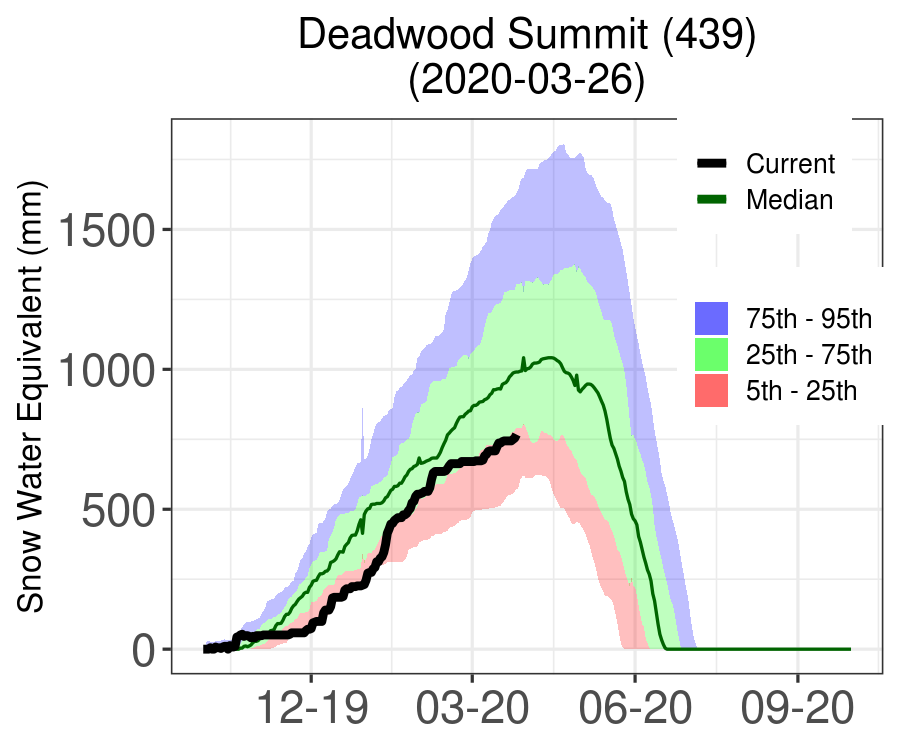 Deadwood Summit (439)
(2020-03-26)
Snow Water Equivalent (mm)
1500
1000
500
0
12-19
03-20
06-20
09-20
Current
Median
75th - 95th
25th - 75th
5th - 25th